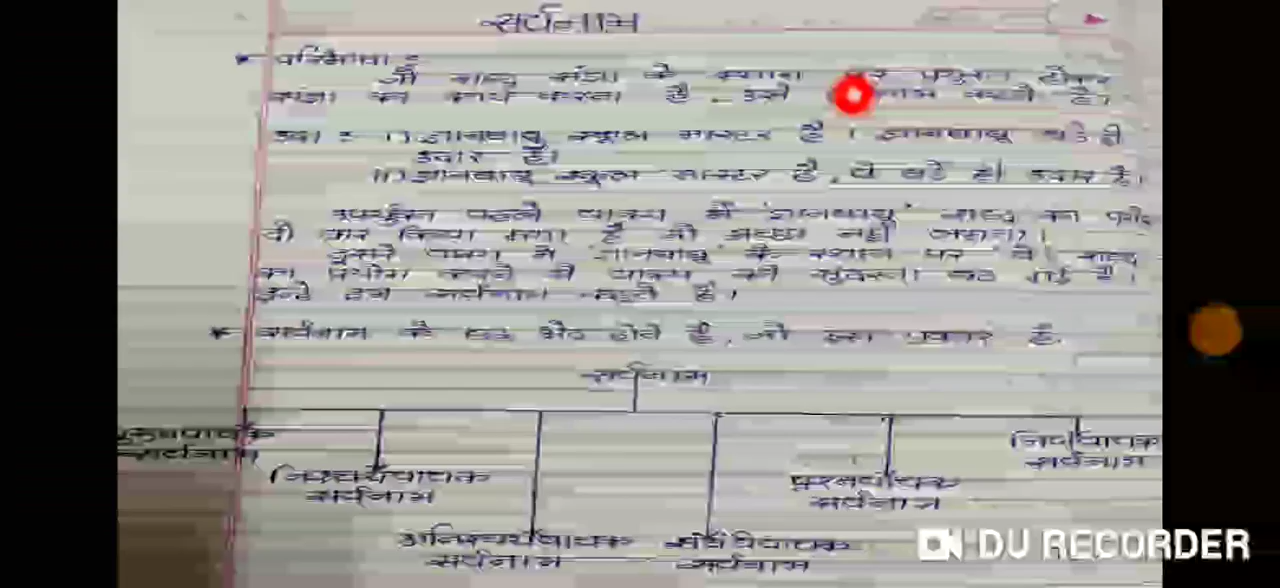 सर्वनाम
* परिभाषा =
जो शब्द संज्ञा के स्थान पर प्रयुक्त होकर
संज्ञा का कार्य करता है, उसे कहते हैं।
उदा = i) ज्ञानबाबू स्कूल मास्टर हैं। ज्ञानबाबू बडे ही
उदार हैं।
ii) ज्ञानबाबू स्कूल मास्टर हैं, वे बडे ही उदार हैं।
उपर्युक्त पहले वाक्य में 'ज्ञानबाबू' शब्द का
किया गया है जो अच्छा नहीं लगता।
दूसरे वाक्य में 'ज्ञानबाबू' के स्थान पर 'वे' शब्द
का प्रयोग करने से वाक्य की सुंदरता बढ गई है।
इन्हें हम सर्वनाम कहते हैं।
* सर्वनाम के छह भेद होते हैं, जो इस प्रकार हैं
सर्वनाम
पुरुषवाचक
सर्वनाम
निश्चयवाचक
सर्वनाम
अनिश्चयवाचक
सर्वनाम
संबंधवाचक
सर्वनाम
प्रश्नवाचक
सर्वनाम
निजवाचक
सर्वनाम
DU RECORDER